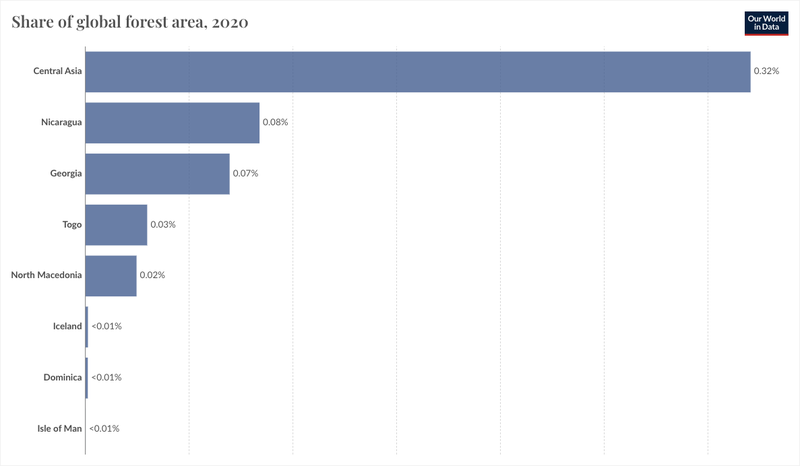 Share of global forest area, 2020
Our World
in Data
Central Asia 0.32%
Nicaragua 0.08%
Georgia 0.07%
Togo 0.03%
North Macedonia 0.02%
Iceland <0.01%
Dominica <0.01%
Isle of Man <0.01%